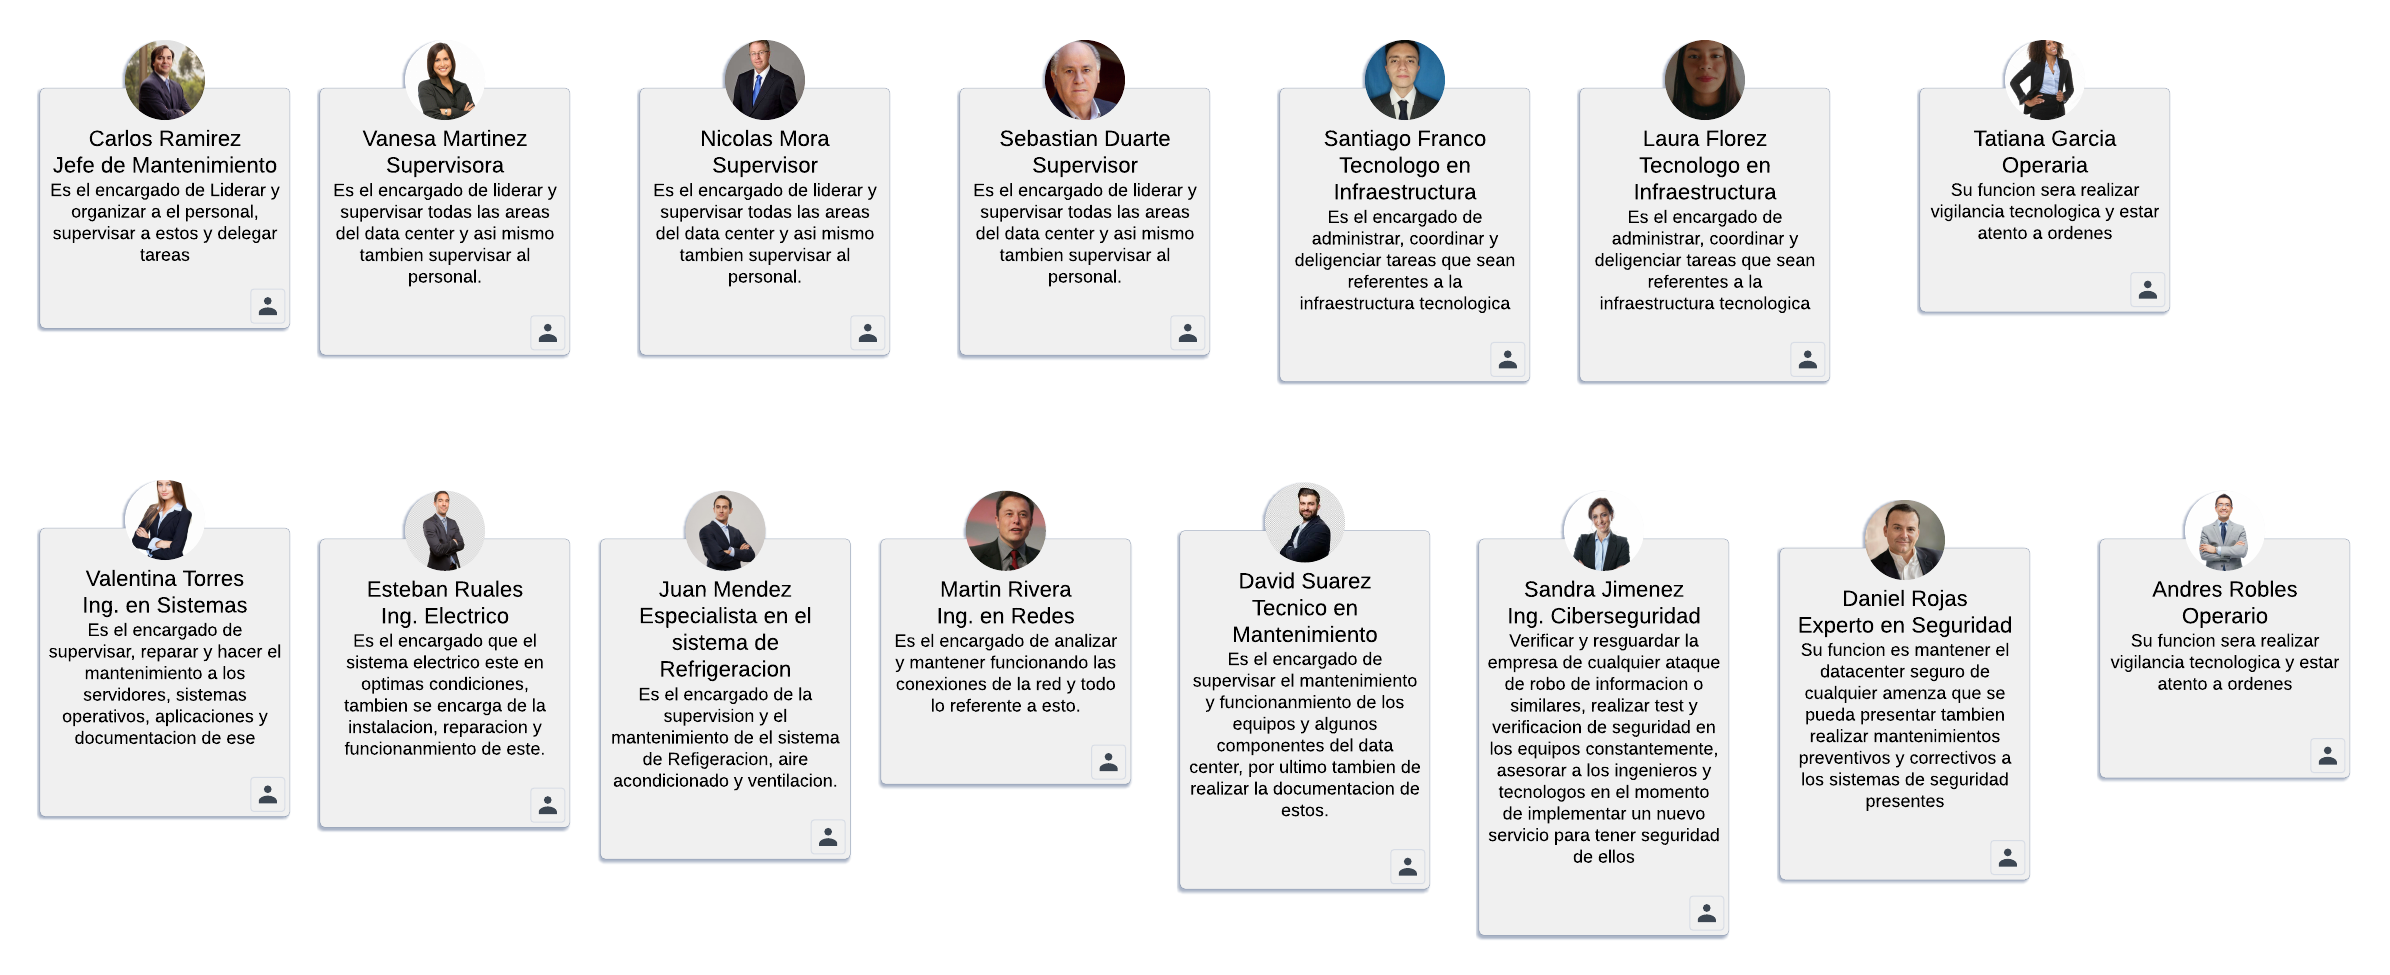 Carlos Ramirez
Jefe de Mantenimiento
Es el encargado de Liderar y
organizar a el personal,
supervisar a estos y delegar
tareas
Vanesa Martinez
Supervisora
Es el encargado de liderar y
supervisar todas las areas
del data center y asi mismo
tambien supervisar al
personal.
Nicolas Mora
Supervisor
Es el encargado de liderar y
supervisar todas las areas
del data center y asi mismo
tambien supervisar al
personal.
Sebastian Duarte
Supervisor
Es el encargado de liderar y
supervisar todas las areas
del data center y asi mismo
tambien supervisar al
personal.
Santiago Franco
Tecnologo en
Infraestructura
Es el encargado de
administrar, coordinar y
deligenciar tareas que sean
referentes a la
infraestructura tecnologica
Laura Florez
Tecnologo en
Infraestructura
Es el encargado de
administrar, coordinar y
deligenciar tareas que sean
referentes a la
infraestructura tecnologica
Tatiana Garcia
Operaria
Su funcion sera realizar
vigilancia tecnologica y estar
atento a ordenes
Valentina Torres
Ing. en Sistemas
Es el encargado de
supervisar, reparar y hacer el
mantenimiento a los
servidores, sistemas
operativos, aplicaciones y
documentacion de ese
Esteban Ruales
Ing. Electrico
Es el encargado que el
sistema electrico este en
optimas condiciones,
tambien se encarga de la
instalacion, reparacion y
funcionanmiento de este.
Juan Mendez
Especialista en el
sistema de
Refrigeracion
Es el encargado de la
supervision y el
mantenimiento de el sistema
de Refigeracion, aire
acondicionado y ventilacion.
Martin Rivera
Ing. en Redes
Es el encargado de analizar
y mantener funcionando las
conexiones de la red y todo
lo referente a esto.
David Suarez
Tecnico en
Mantenimiento
Es el encargado de
supervisar el mantenimiento
y funcionanmiento de los
equipos y algunos
componentes del data
center, por ultimo tambien de
realizar la documentacion de
estos.
Sandra Jimenez
Ing. Ciberseguridad
Verificar y resguardar la
empresa de cualquier ataque
de robo de informacion o
similares, realizar test y
verificacion de seguridad en
los equipos constantemente,
asesorar a los ingenieros y
tecnologos en el momento
de implementar un nuevo
servicio para tener seguridad
de ellos
Daniel Rojas
Experto en Seguridad
Su funcion es mantener el
datacenter seguro de
cualquier amenza que se
pueda presentar tambien
realizar mantenimientos
preventivos y correctivos a
los sistemas de seguridad
presentes
Andres Robles
Operario
Su funcion sera realizar
vigilancia tecnologica y estar
atento a ordenes